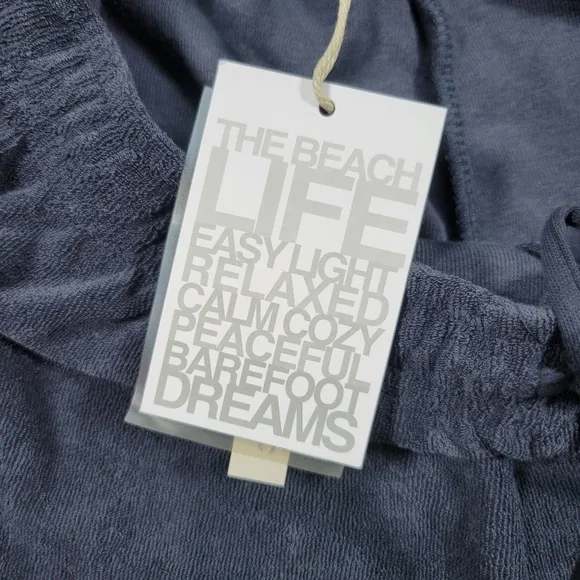 THE BEACH
LIFE
EASY LIGHT
RELAXED
CALM COZY
PEACEFUL
BAREFOOT
DREAMS